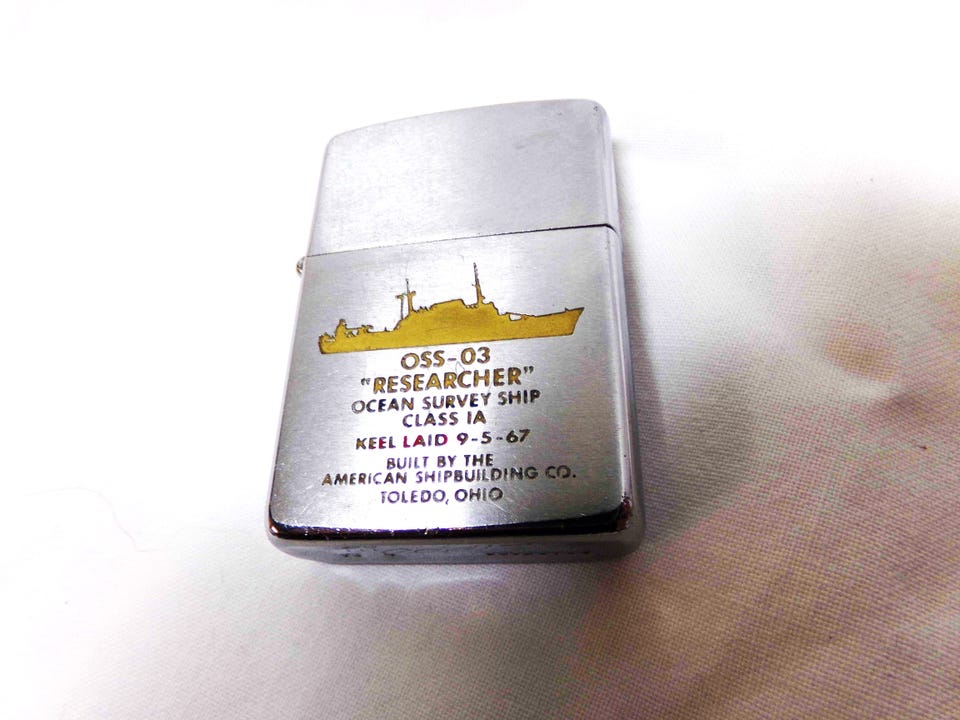 OSS-03
"RESEARCHER"
OCEAN SURVEY SHIP
CLASS IA
KEEL LAID 9-5-67
BUILT BY THE
AMERICAN SHIPBUILDING CO.
TOLEDO, OHIO